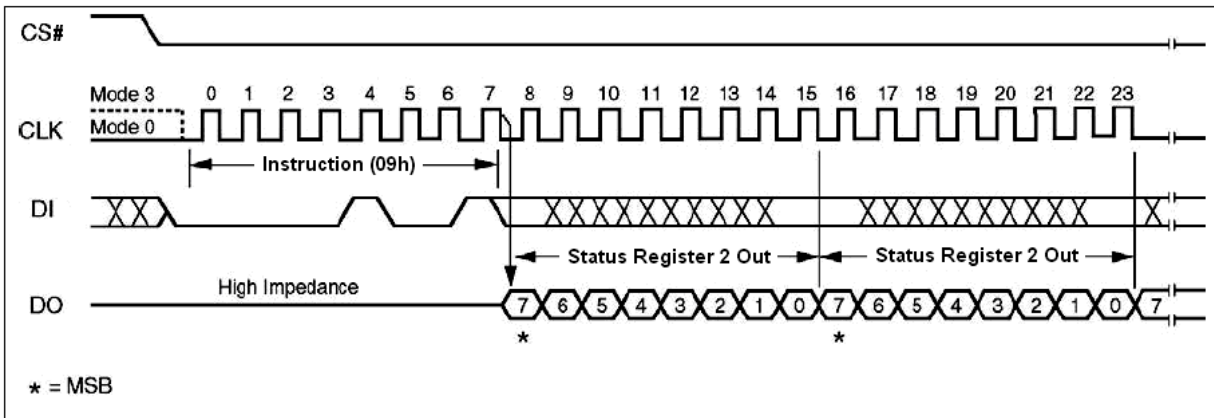 CS#
Mode 3
0 1 2 3 4 5 6 7 8 9 10 11 12 13 14 15 16 17 18 19 20 21 22 23
CLK
Mode 0
Instruction (09h)
DI
Status Register 2 Out Status Register 2 Out
High Impedance
DO 7 6 5 4 3 2 1 0 7 6 5 4 3 2 1 0 7
* *
* = MSB